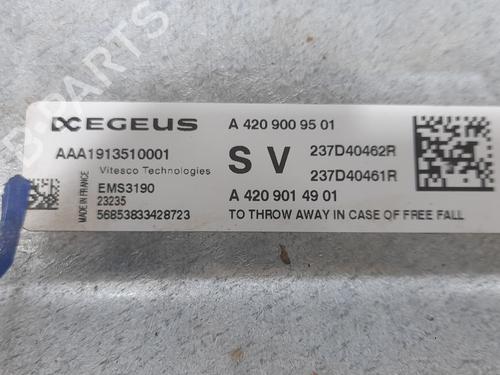 EGEUS
A 420 900 95 01
AAA1913510001
S V
237D40462R
Vitesco Technologies
237D40461R
EMS3190
A 420 901 49 01
23235
56853833428723
TO THROW AWAY IN CASE OF FREE FALL
MADE IN FRANCE
B-PARTS